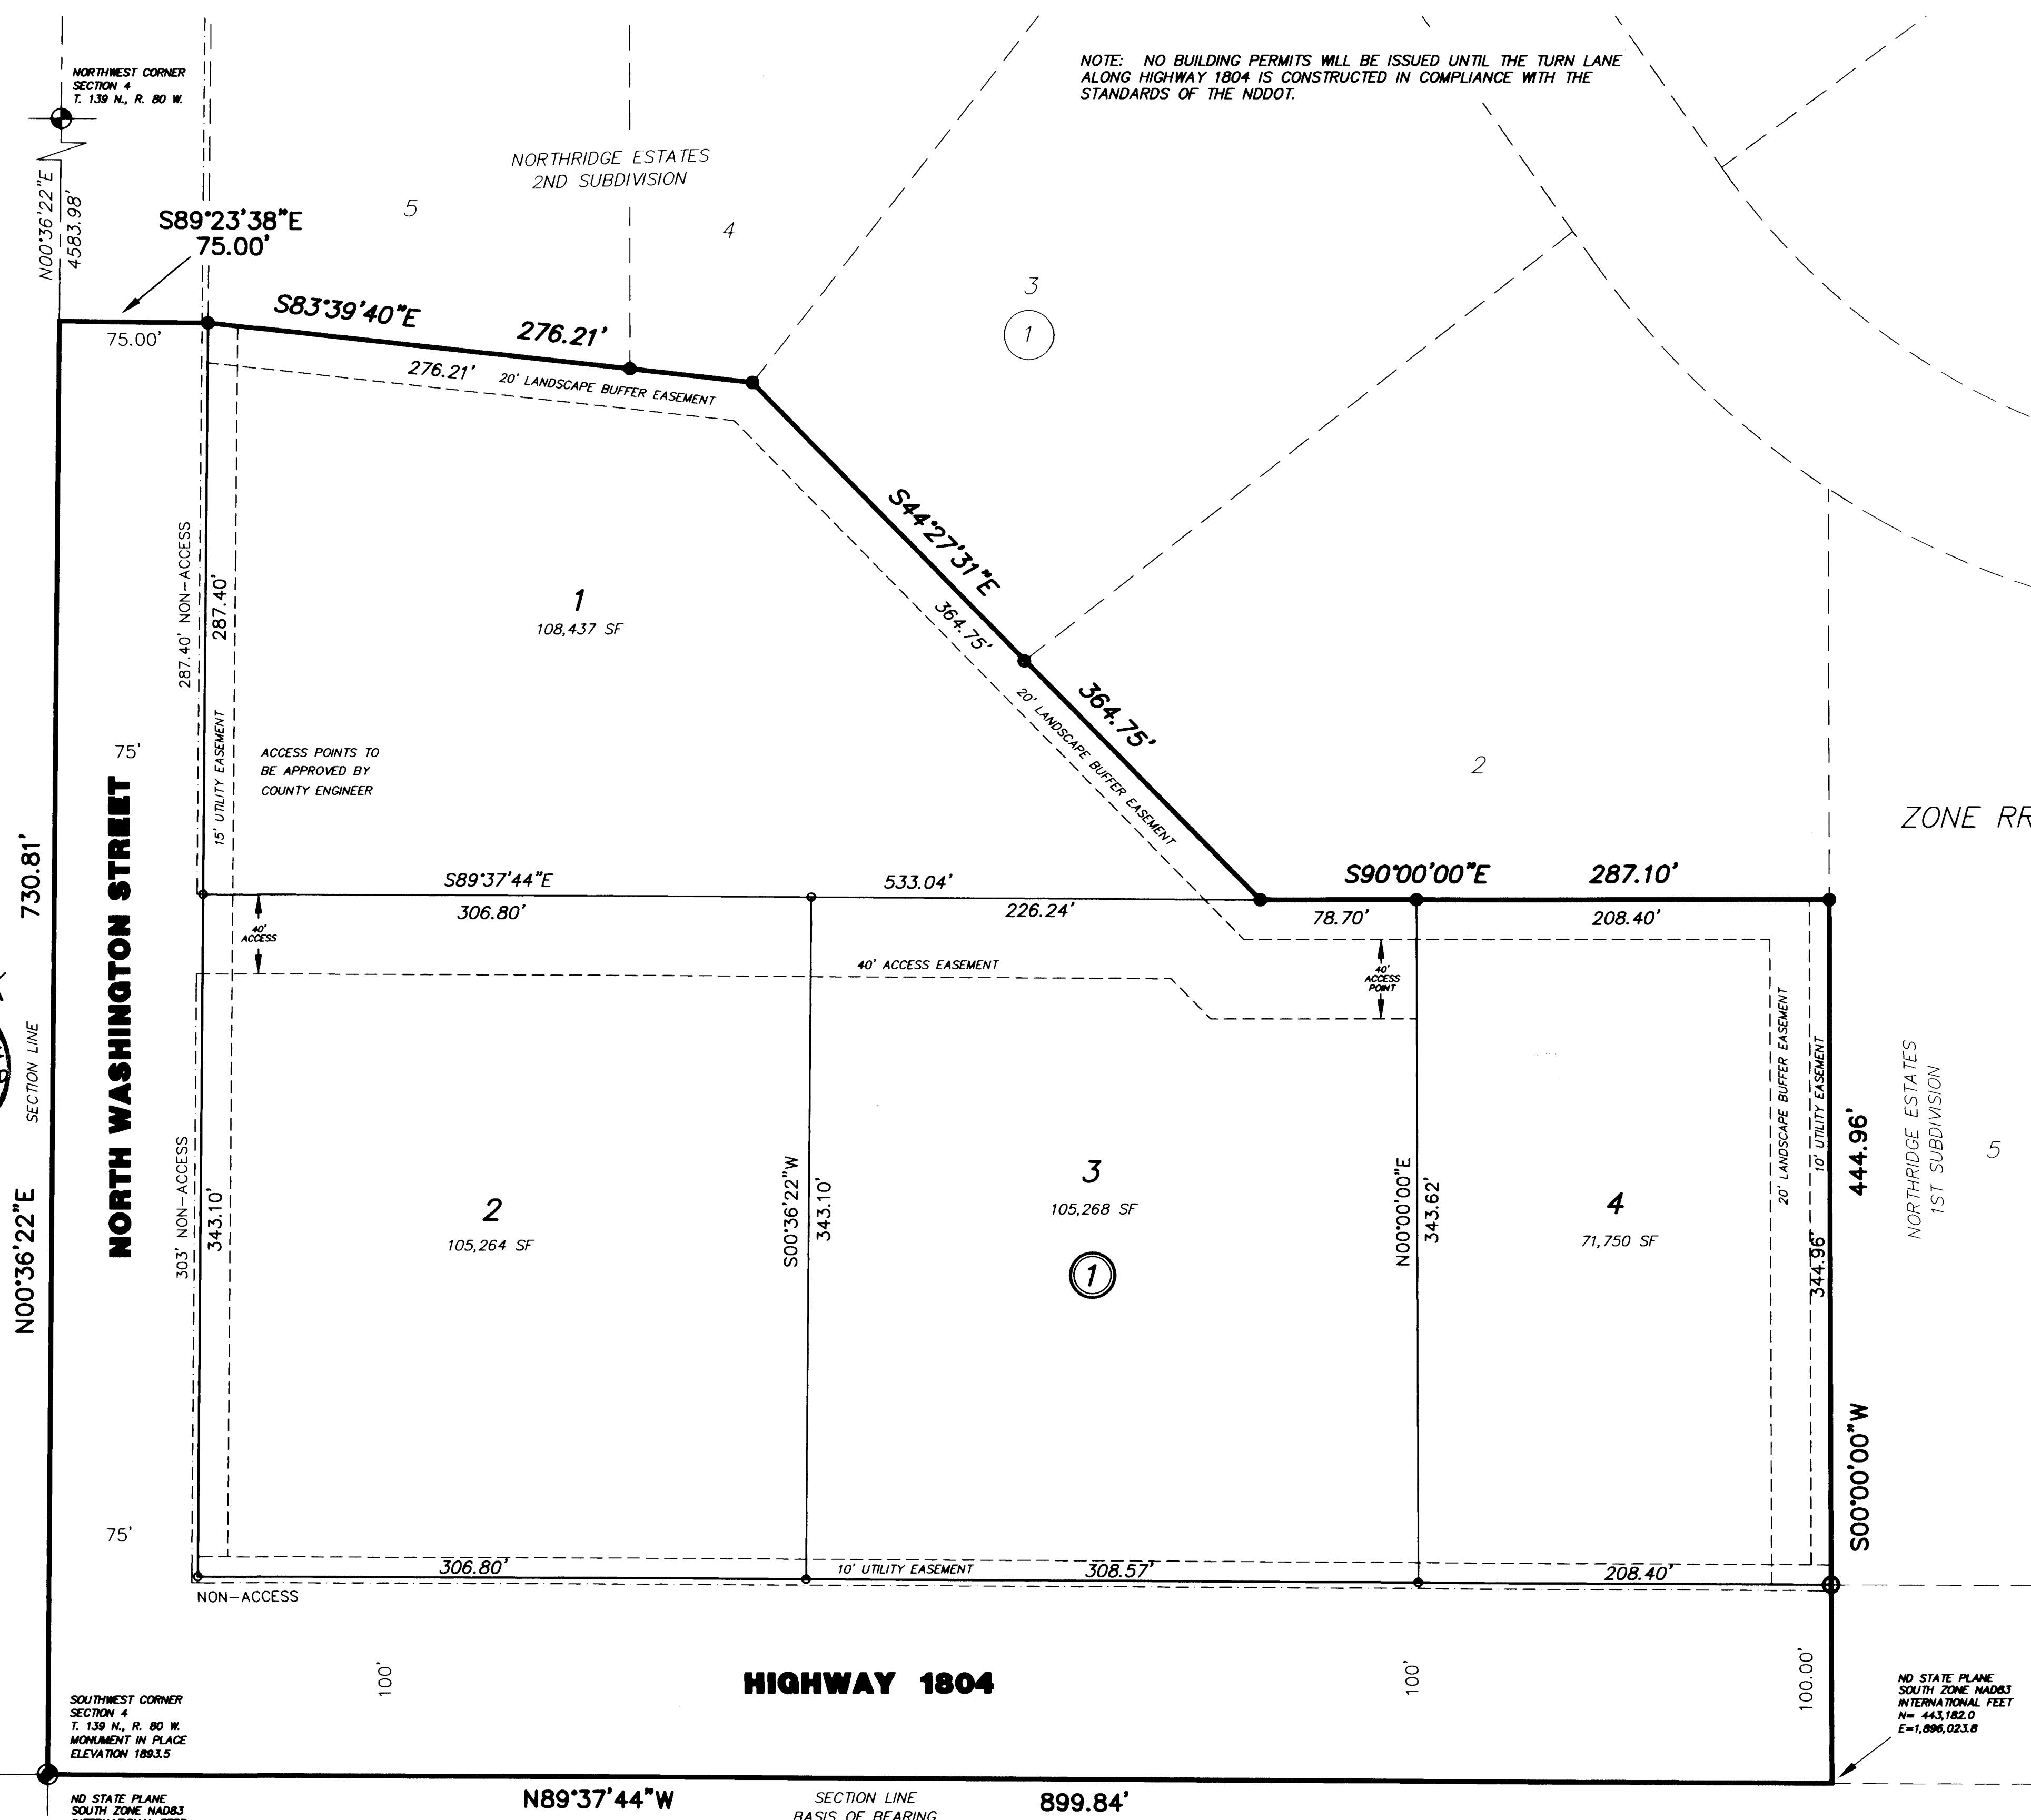 NORTHWEST CORNER
SECTION 4
T. 139 N., R. 80 W.
NOTE: NO BUILDING PERMITS WILL BE ISSUED UNTIL THE TURN LANE
ALONG HIGHWAY 1804 IS CONSTRUCTED IN COMPLIANCE WITH THE
STANDARDS OF THE NDDOT.
NORTHRIDGE ESTATES
2ND SUBDIVISION
N00°36'22"E
4583.98'
5
4
S89°23'38"E
75.00'
3
1
75.00'
S83°39'40"E
276.21'
276.21'
20' LANDSCAPE BUFFER EASEMENT
S44°27'31"E
364.75'
364.75'
20' LANDSCAPE BUFFER EASEMENT
287.40' NON-ACCESS
287.40'
1
108,437 SF
15' UTILITY EASEMENT
ACCESS POINTS TO
BE APPROVED BY
COUNTY ENGINEER
75'
2
ZONE RR
730.81'
NORTH WASHINGTON STREET
S89°37'44"E
533.04'
S90°00'00"E
287.10'
306.80'
226.24'
78.70'
208.40'
40'
ACCESS
40' ACCESS EASEMENT
40'
ACCESS
POINT
SECTION LINE
N00°36'22"E
303' NON-ACCESS
343.10'
2
105,264 SF
S00°36'22"W
343.10'
3
105,268 SF
1
N00°00'00"E
343.62'
4
71,750 SF
20' LANDSCAPE BUFFER EASEMENT
10' UTILITY EASEMENT
344.96'
444.96'
S00°00'00"W
NORTHRIDGE ESTATES
1ST SUBDIVISION
5
75'
306.80'
10' UTILITY EASEMENT
308.57'
208.40'
NON-ACCESS
100'
HIGHWAY 1804
100'
100.00'
SOUTHWEST CORNER
SECTION 4
T. 139 N., R. 80 W.
MONUMENT IN PLACE
ELEVATION 1893.5
ND STATE PLANE
SOUTH ZONE NAD83
INTERNATIONAL FEET
N= 443,182.0
E=1,896,023.8
N89°37'44"W
SECTION LINE
BASIS OF BEARING
899.84'
ND STATE PLANE
SOUTH ZONE NAD83